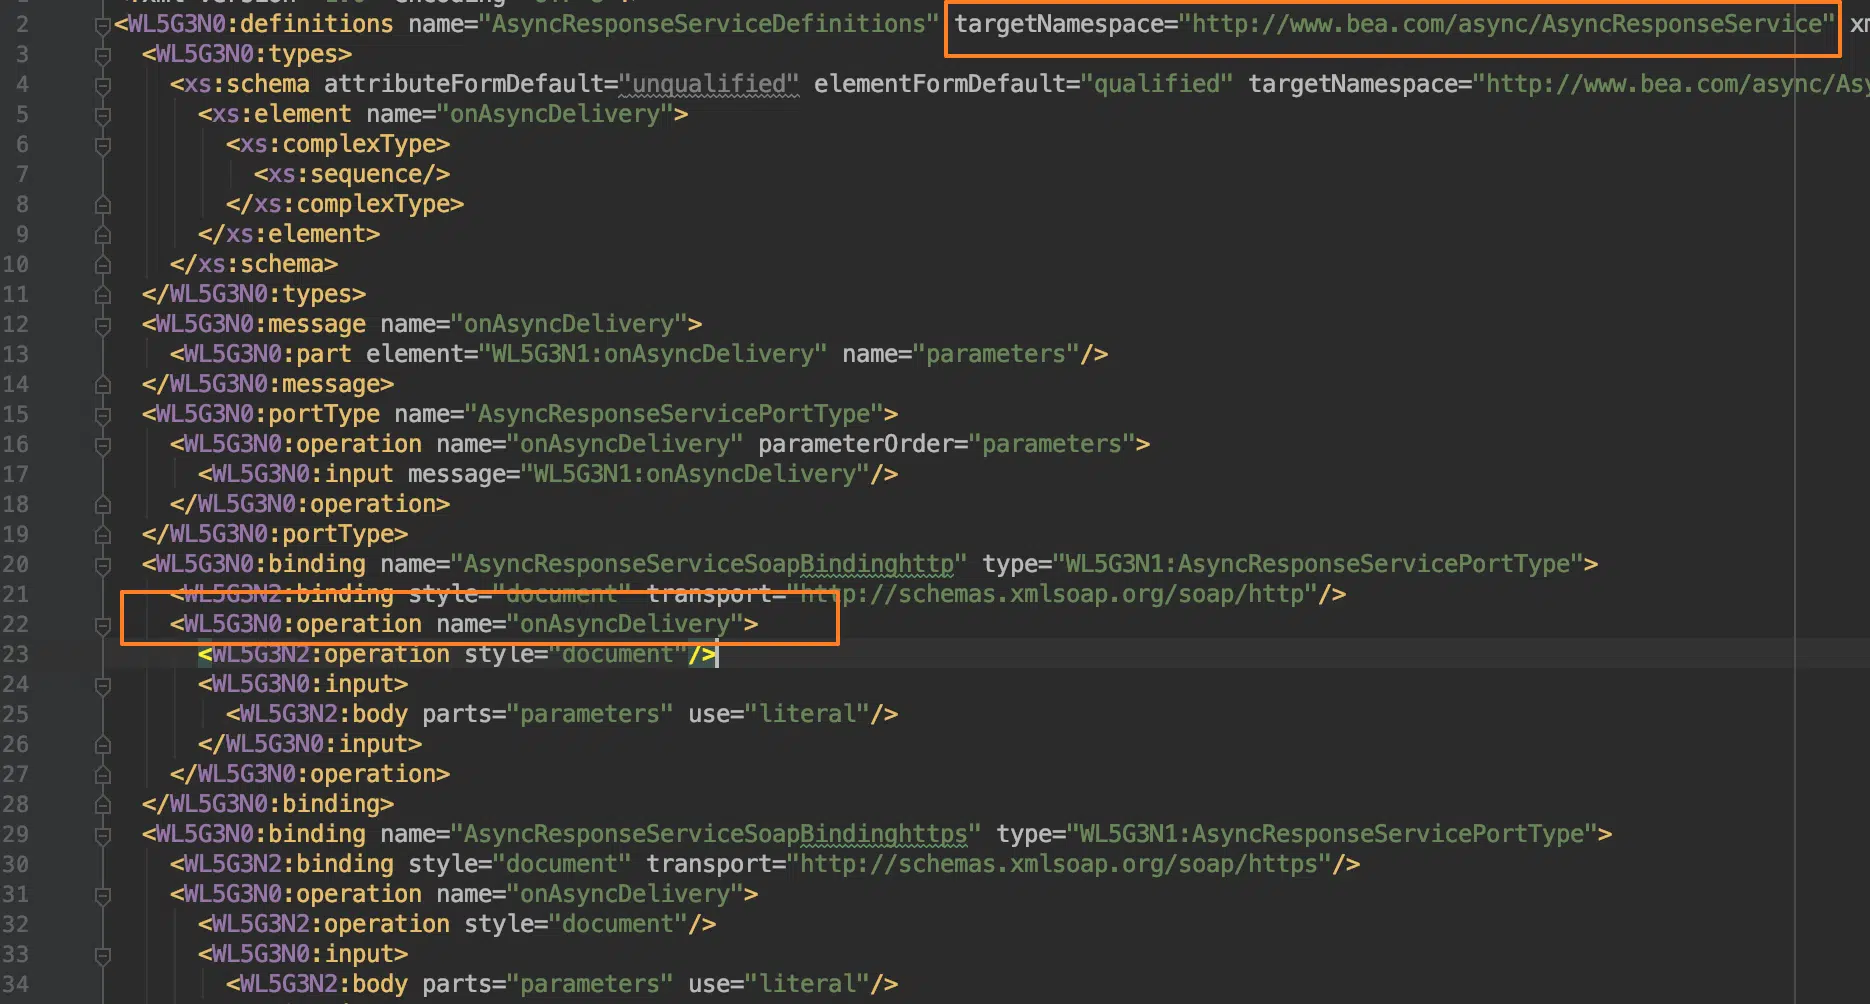 2 <WL5G3N0:definitions name="AsyncResponseServiceDefinitions" targetNamespace="http://www.bea.com/async/AsyncResponseService" xm
3 <WL5G3N0:types>
4 <xs:schema attributeFormDefault="unqualified" elementFormDefault="qualified" targetNamespace="http://www.bea.com/async/Asy
5 <xs:element name="onAsyncDelivery">
6 <xs:complexType>
7 <xs:sequence/>
8 </xs:complexType>
9 </xs:element>
10 </xs:schema>
11 </WL5G3N0:types>
12 <WL5G3N0:message name="onAsyncDelivery">
13 <WL5G3N0:part element="WL5G3N1:onAsyncDelivery" name="parameters"/>
14 </WL5G3N0:message>
15 <WL5G3N0:portType name="AsyncResponseServicePortType">
16 <WL5G3N0:operation name="onAsyncDelivery" parameterOrder="parameters">
17 <WL5G3N0:input message="WL5G3N1:onAsyncDelivery"/>
18 </WL5G3N0:operation>
19 </WL5G3N0:portType>
20 <WL5G3N0:binding name="AsyncResponseServiceSoapBindinghttp" type="WL5G3N1:AsyncResponseServicePortType">
21 <WL5G3N2:binding style="document" transport="http://schemas.xmlsoap.org/soap/http"/>
22 <WL5G3N0:operation name="onAsyncDelivery">
23 <WL5G3N2:operation style="document"/>
24 <WL5G3N0:input>
25 <WL5G3N2:body parts="parameters" use="literal"/>
26 </WL5G3N0:input>
27 </WL5G3N0:operation>
28 </WL5G3N0:binding>
29 <WL5G3N0:binding name="AsyncResponseServiceSoapBindinghttps" type="WL5G3N1:AsyncResponseServicePortType">
30 <WL5G3N2:binding style="document" transport="http://schemas.xmlsoap.org/soap/https"/>
31 <WL5G3N0:operation name="onAsyncDelivery">
32 <WL5G3N2:operation style="document"/>
33 <WL5G3N0:input>
34 <WL5G3N2:body parts="parameters" use="literal"/>